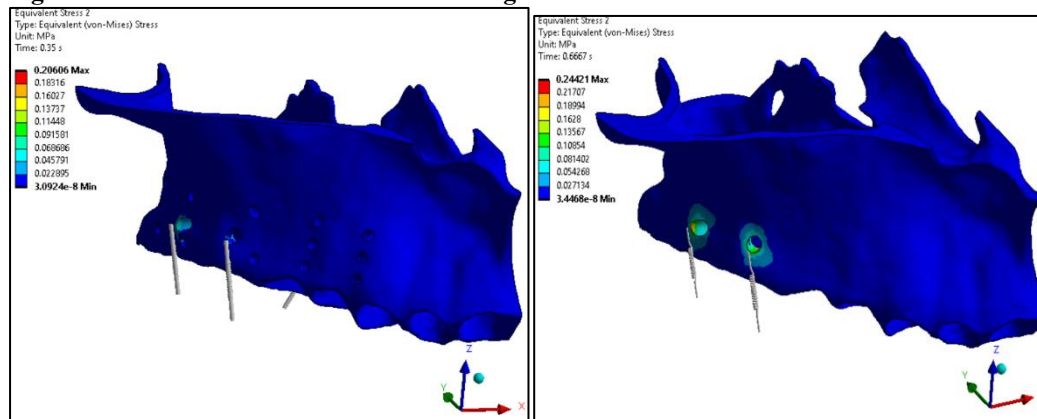 Equivalent Stress 2
Type: Equivalent (von-Mises) Stress
Unit: MPa
Time: 0.35 s
0.20606 Max
0.18316
0.16027
0.13737
0.11448
0.091581
0.068686
0.045791
0.022895
3.0924e-8 Min
Z
Y
X
Equivalent Stress 2
Type: Equivalent (von-Mises) Stress
Unit: MPa
Time: 0.6667 s
0.24421 Max
0.21707
0.18994
0.1628
0.13567
0.10854
0.081402
0.054268
0.027134
3.4468e-8 Min
Z
Y